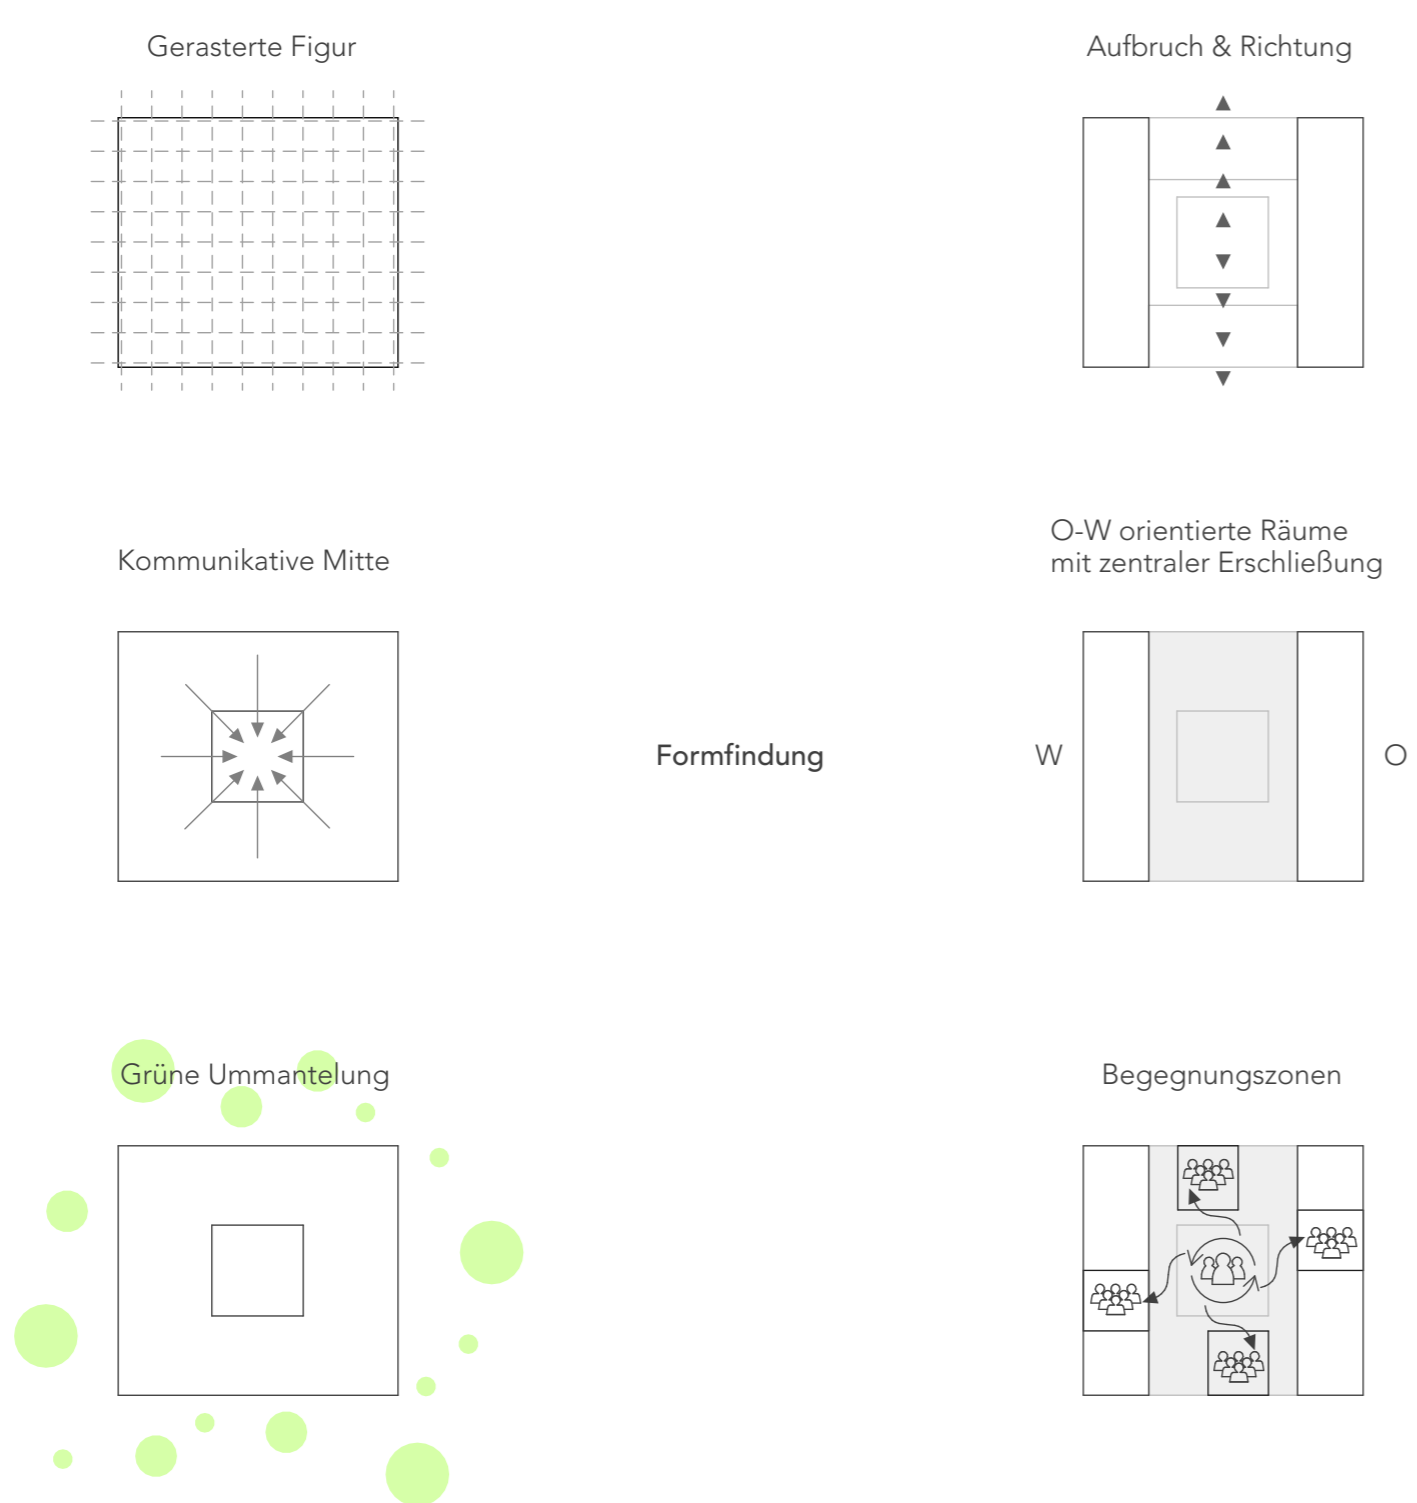 Gerasterte Figur
Aufbruch & Richtung
Kommunikative Mitte
O-W orientierte Räume
mit zentraler Erschließung
Formfindung
W
O
Grüne Ummantelung
Begegnungszonen